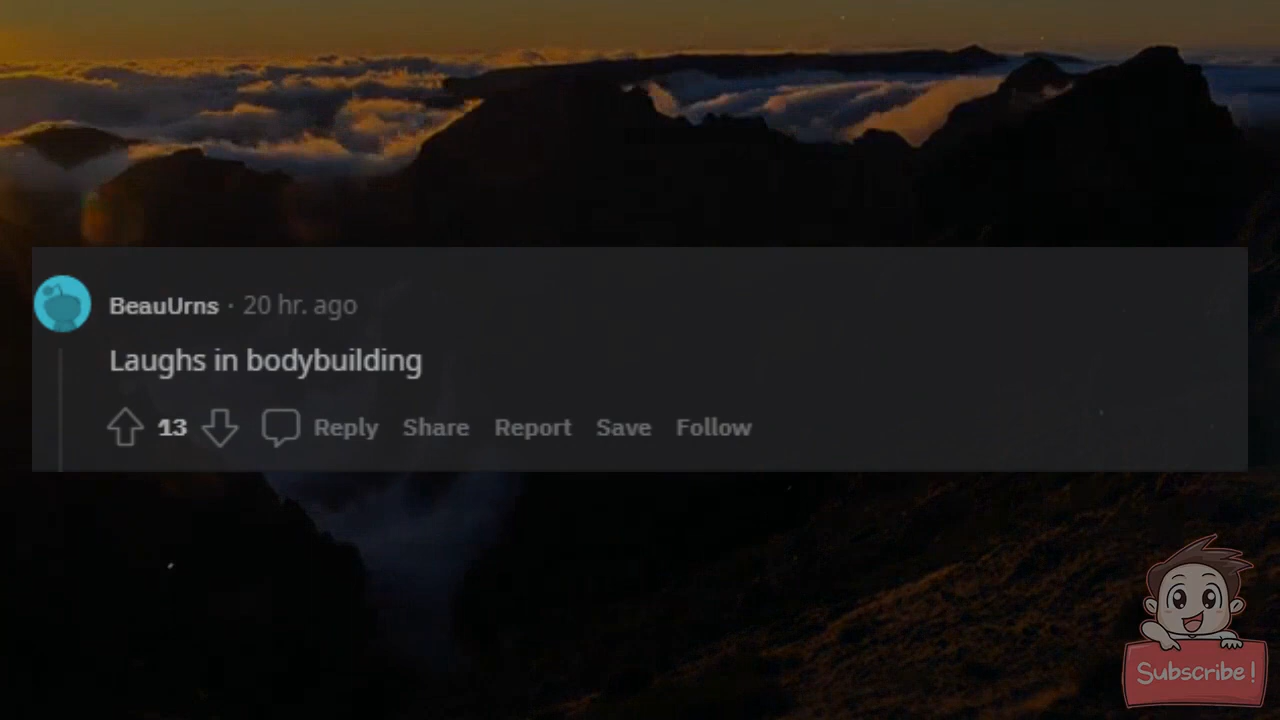 BeauUrns · 20 hr. ago
Laughs in bodybuilding
13 Reply Share Report Save Follow
Subscribe!